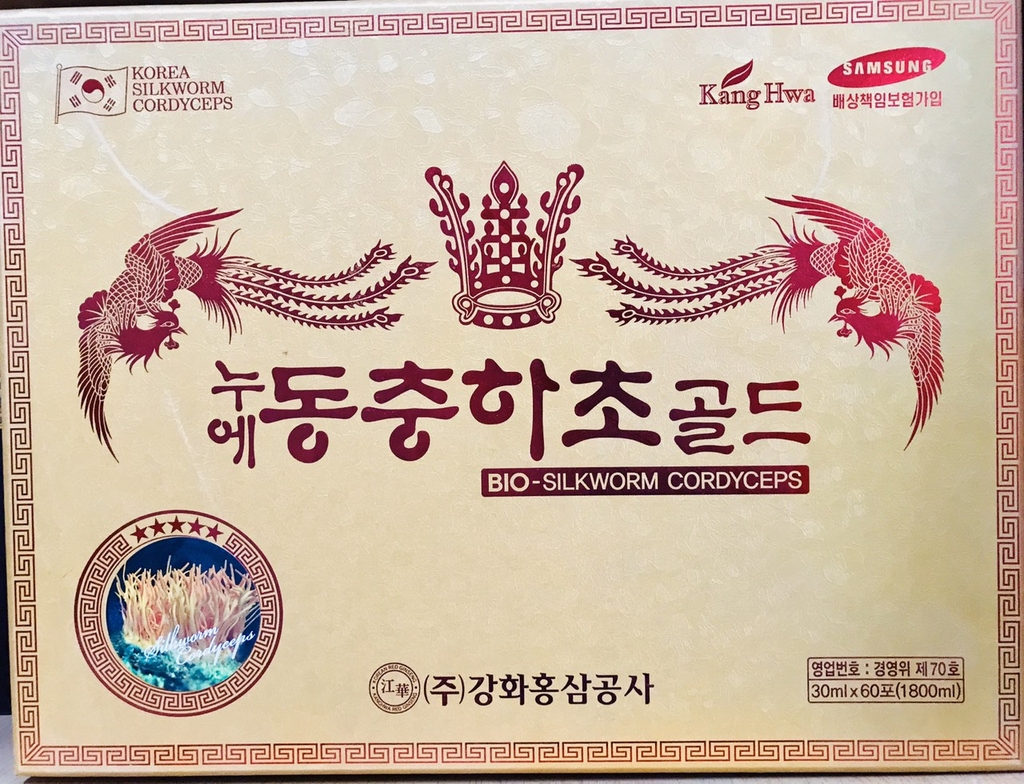 KOREA
SILKWORM
CORDYCEPS
Kang Hwa
SAMSUNG
배상책임보험가입
누에동충하초골드
BIO-SILKWORM CORDYCEPS
★★★★★
Silkworm
Cordyceps
江華
(주)강화홍삼공사
영업번호 : 경영위 제70호
30ml x 60포(1800ml)